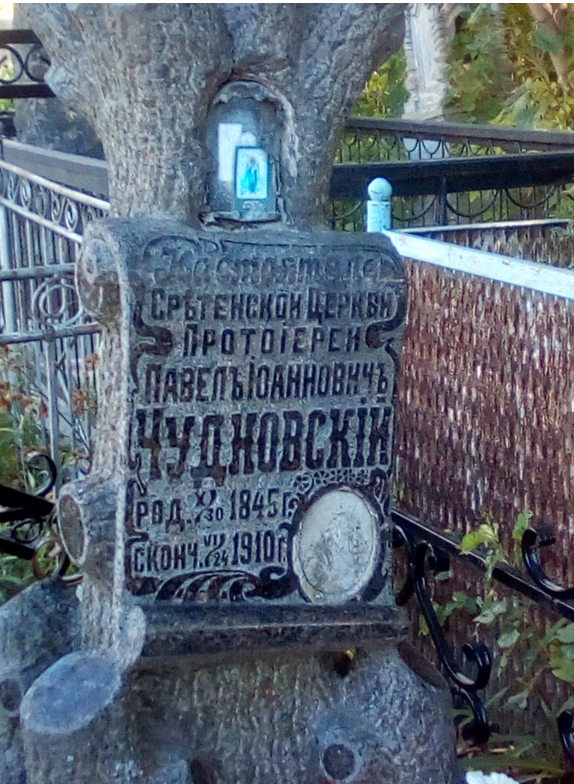 Настоятель
Срѣтенской Церкви
Протоіерей
Павелъ Іоанновичъ
Чудновскій
род. XI/30 1845 г.
сконч. VII/24 1910 г.